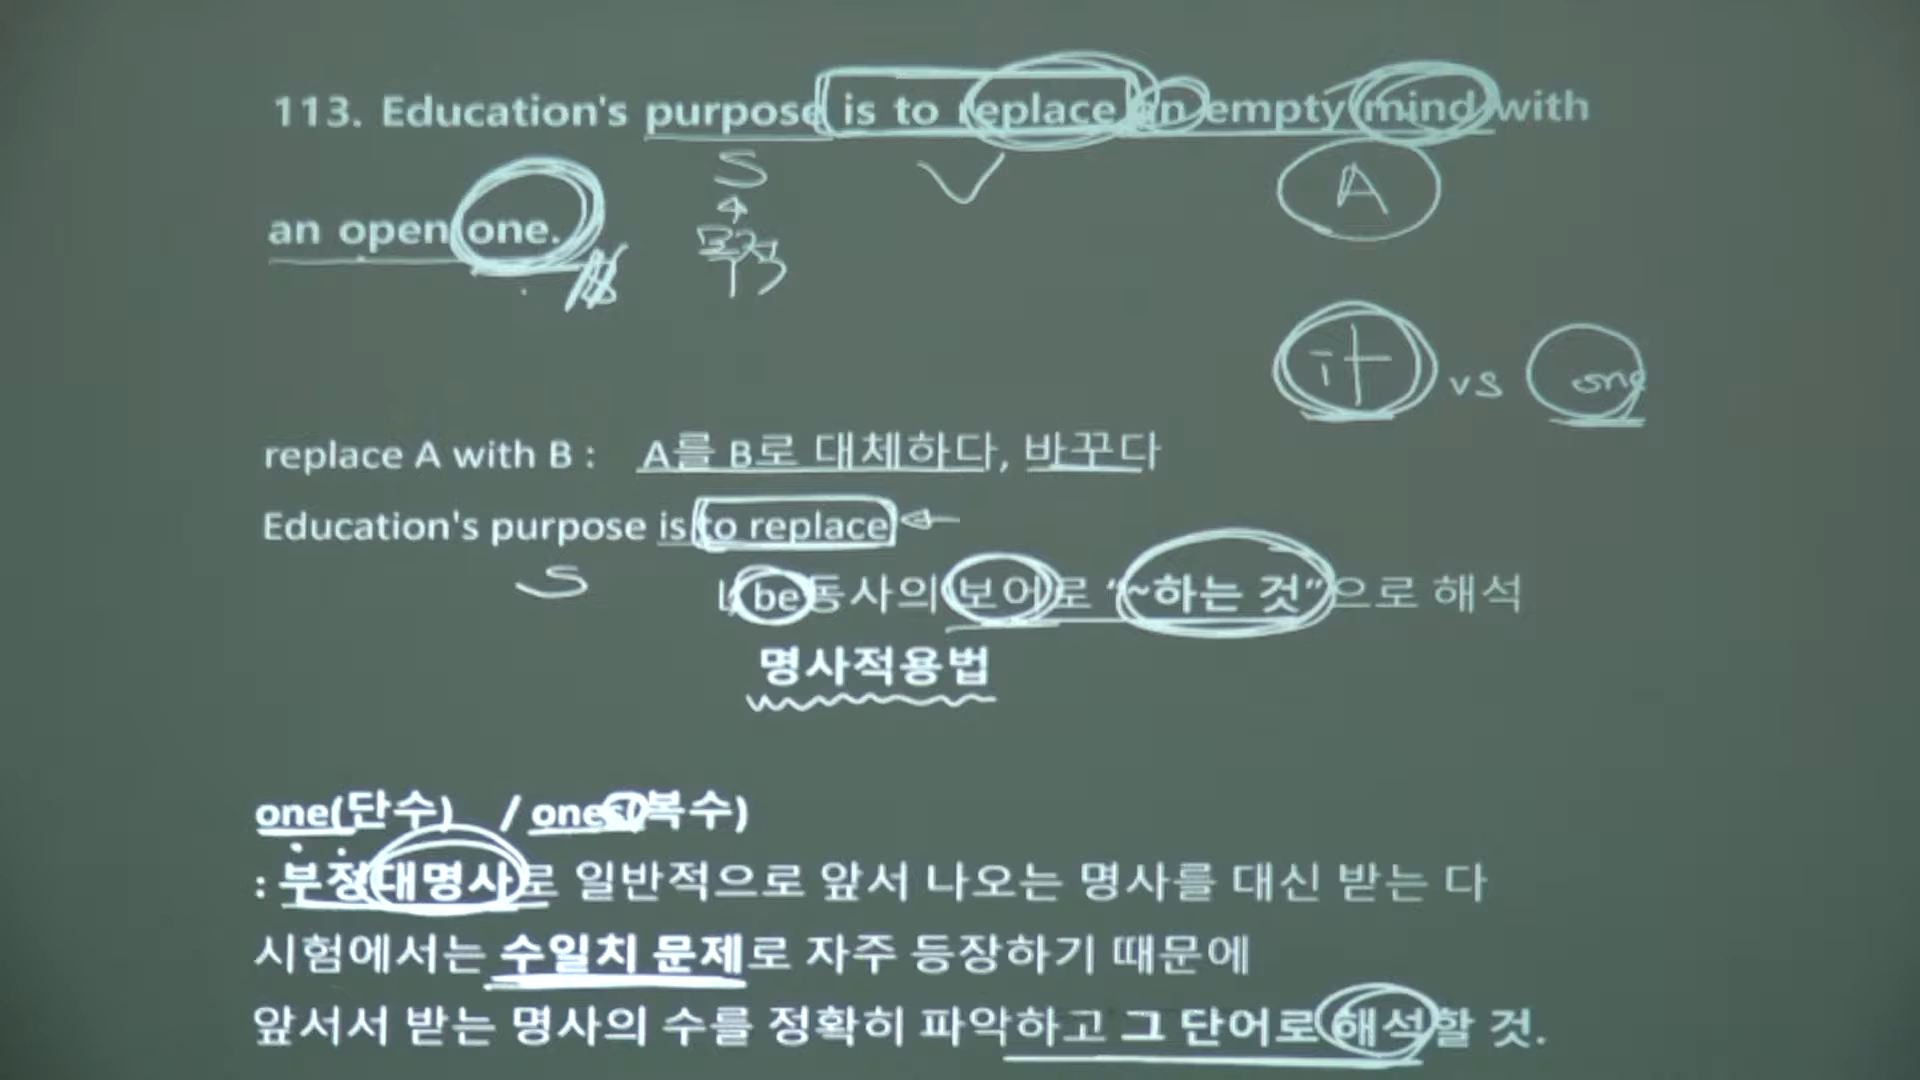 113. Education's purpose is to replace an empty mind with
S
A
an open one.
목적
it vs one
replace A with B : A를 B로 대체하다, 바꾸다
Education's purpose is to replace
S
be동사의 보어로 “~하는 것”으로 해석
명사적용법
one(단수) / ones(복수)
: 부정대명사로 일반적으로 앞서 나오는 명사를 대신 받는 다
시험에서는 수일치 문제로 자주 등장하기 때문에
앞서서 받는 명사의 수를 정확히 파악하고 그 단어로 해석할 것.